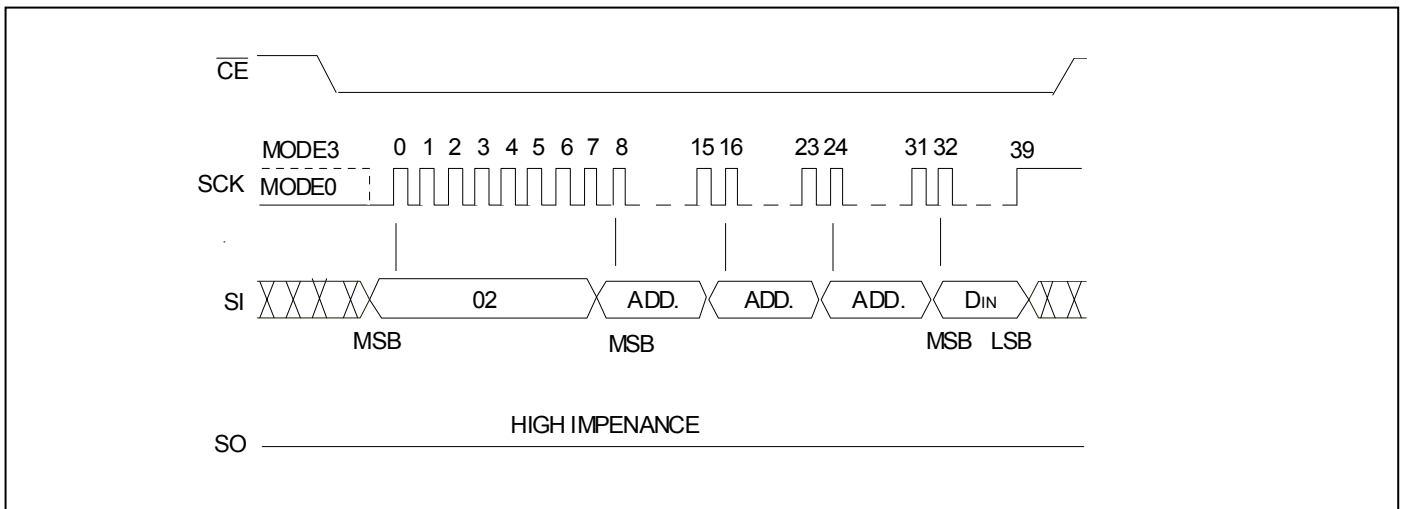 CE
MODE3 0 1 2 3 4 5 6 7 8 15 16 23 24 31 32 39
SCK MODE0
SI 02 ADD. ADD. ADD. DIN
MSB MSB MSB LSB
HIGH IMPENANCE
SO